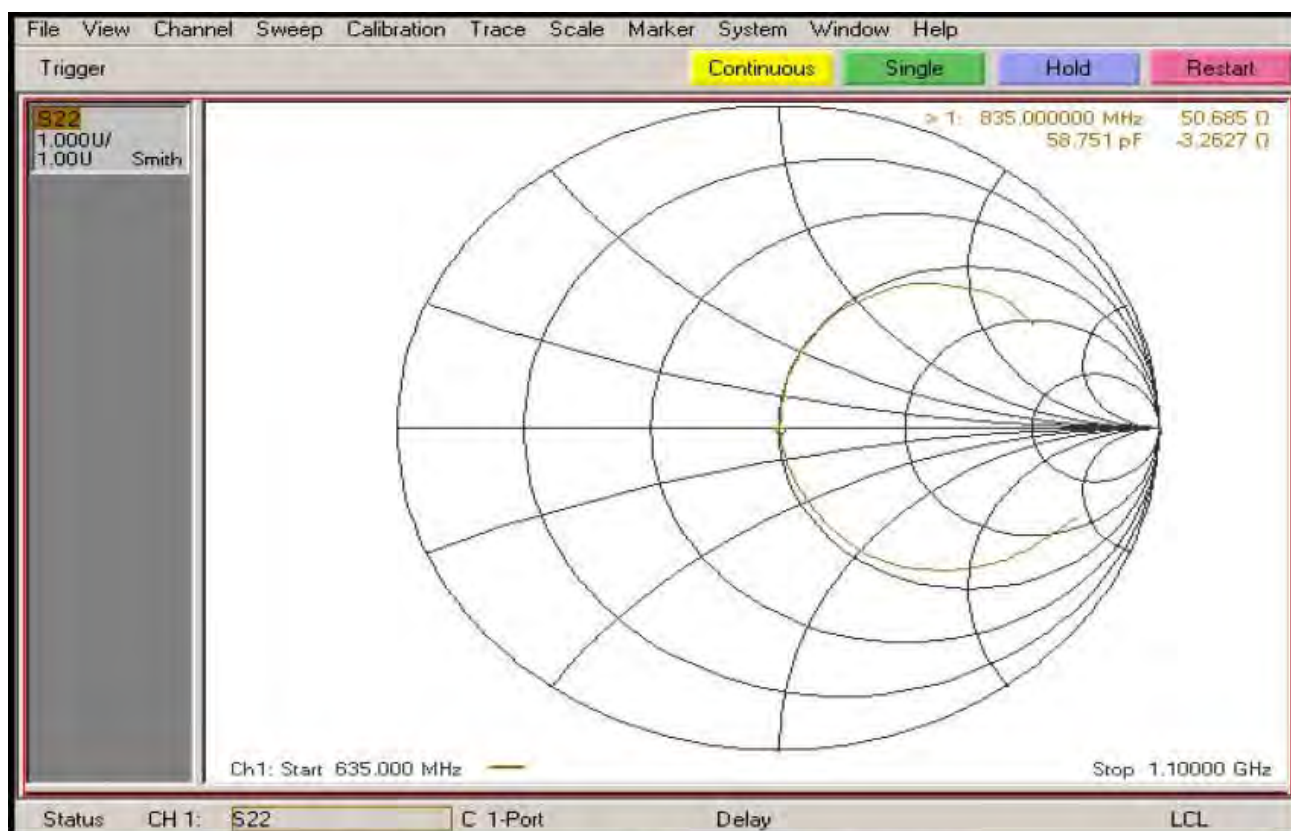 File View Channel Sweep Calibration Trace Scale Marker System Window Help
Trigger Continuous Single Hold Restart
S22
1.000U/
1.00U Smith
> 1: 835.000000 MHz 50.685 Ω
58.751 pF -3.2627 Ω
Ch1: Start 635.000 MHz
Stop 1.10000 GHz
Status CH 1: S22 C 1-Port Delay LCL